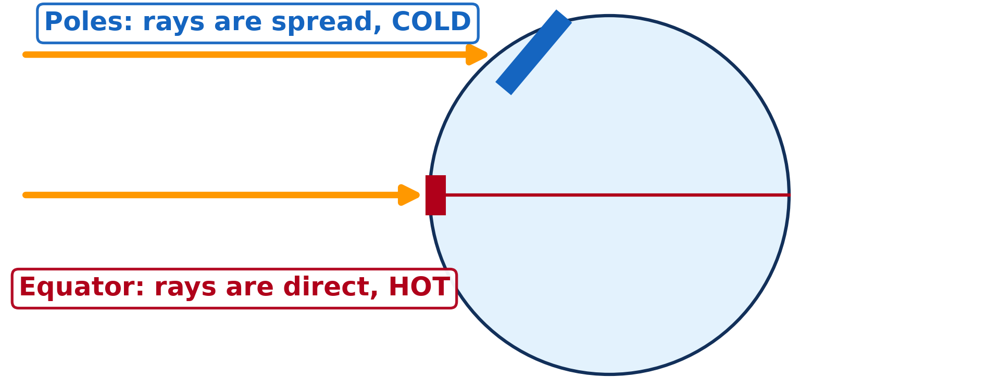 Poles: rays are spread, COLD
Equator: rays are direct, HOT